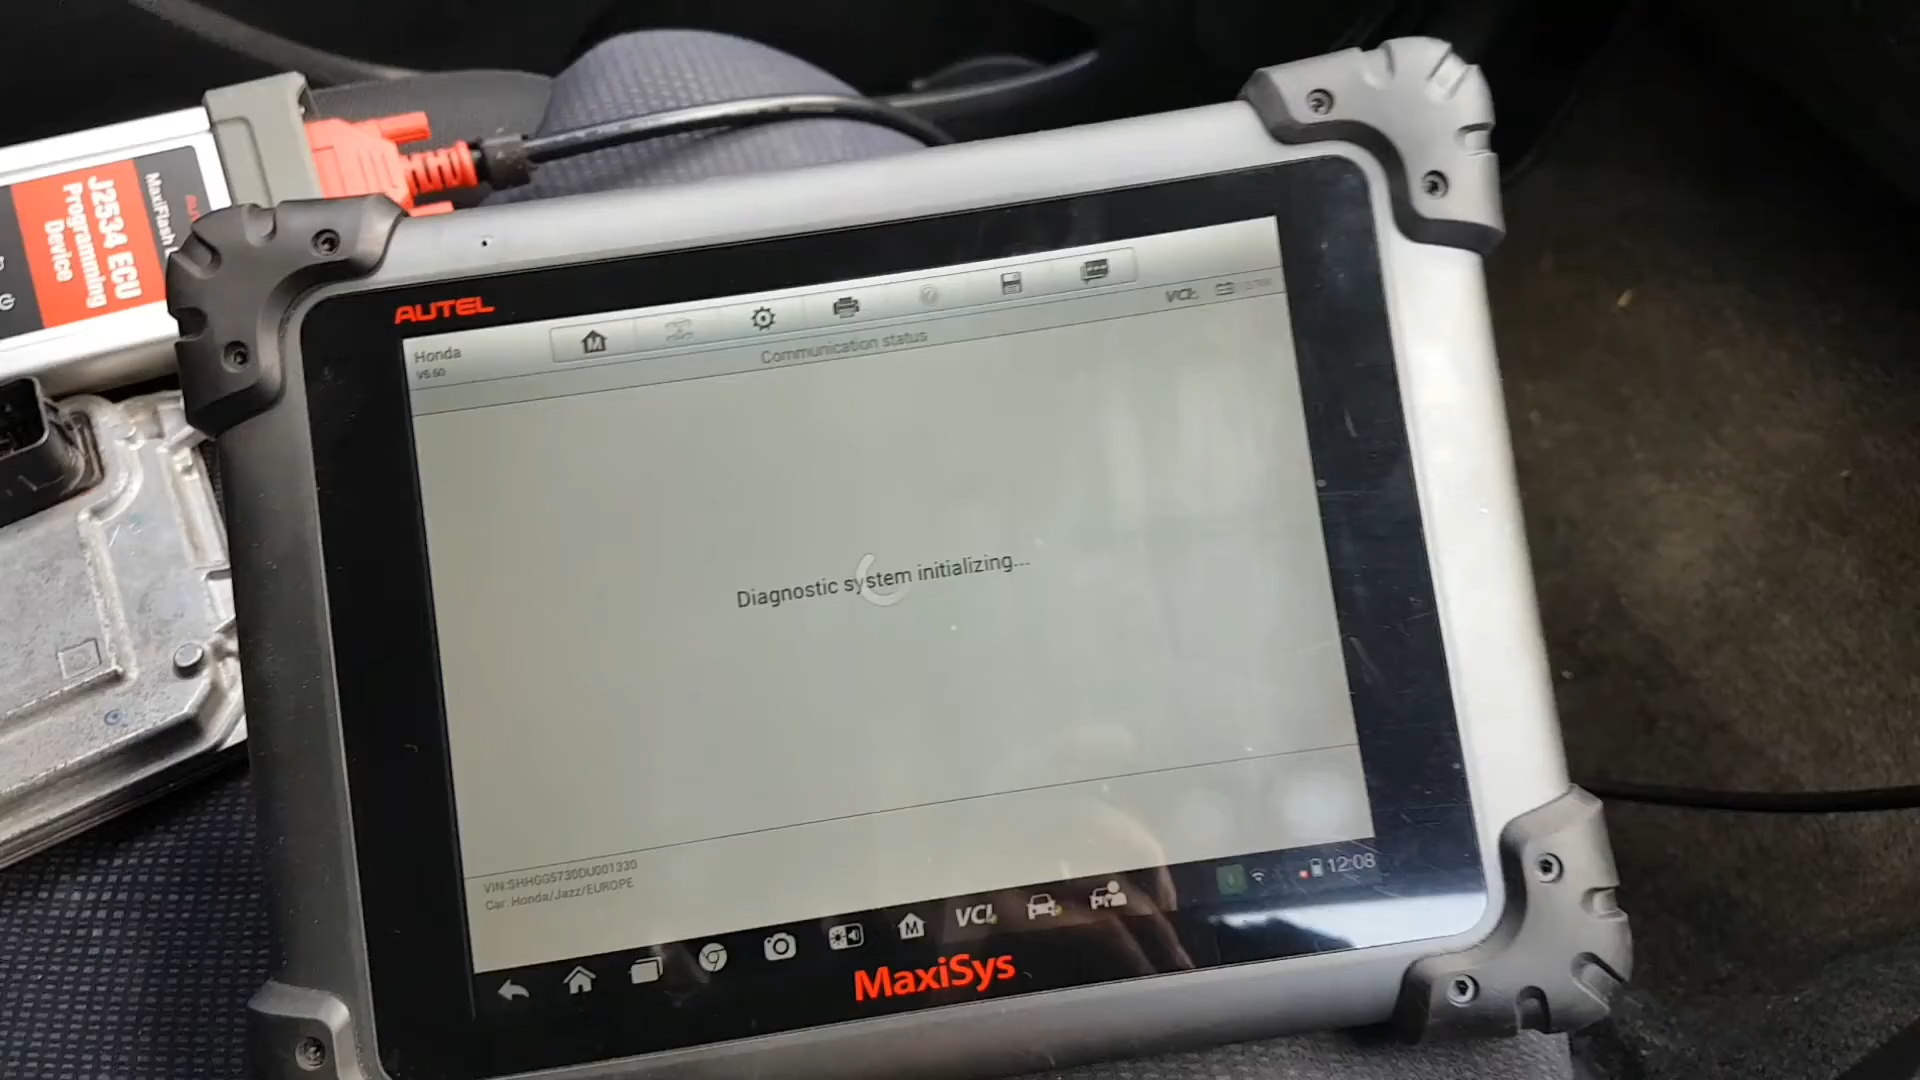 MaxiFlash
J2534 ECU
Programming
Device
AUTEL
Honda
V5.50
Communication status
VCI
Diagnostic system initializing...
VIN:SHHGG5730DU001330
Car: Honda/Jazz/EUROPE
VCI
12:08
MaxiSys